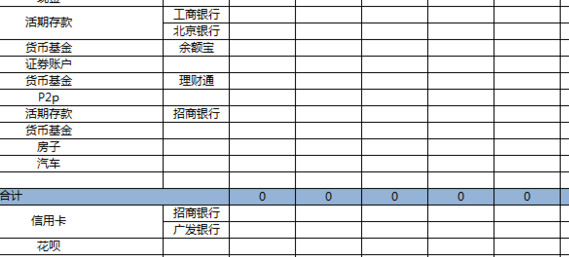 现金
活期存款 工商银行
北京银行
货币基金 余额宝
证券账户
货币基金 理财通
P2p
活期存款 招商银行
货币基金
房子
汽车
合计 0 0 0 0 0
信用卡 招商银行
广发银行
花呗